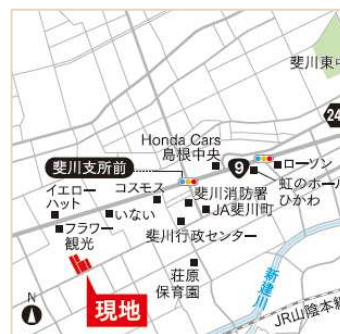 斐川東中
24
Honda Cars
島根中央
9
ローソン
斐川支所前
虹のホール
ひかわ
イエロー
ハット
コスモス
いない
斐川消防署
JA斐川町
フラワー
観光
斐川行政センター
新建川
荘原
保育園
現地
N
JR山陰本線